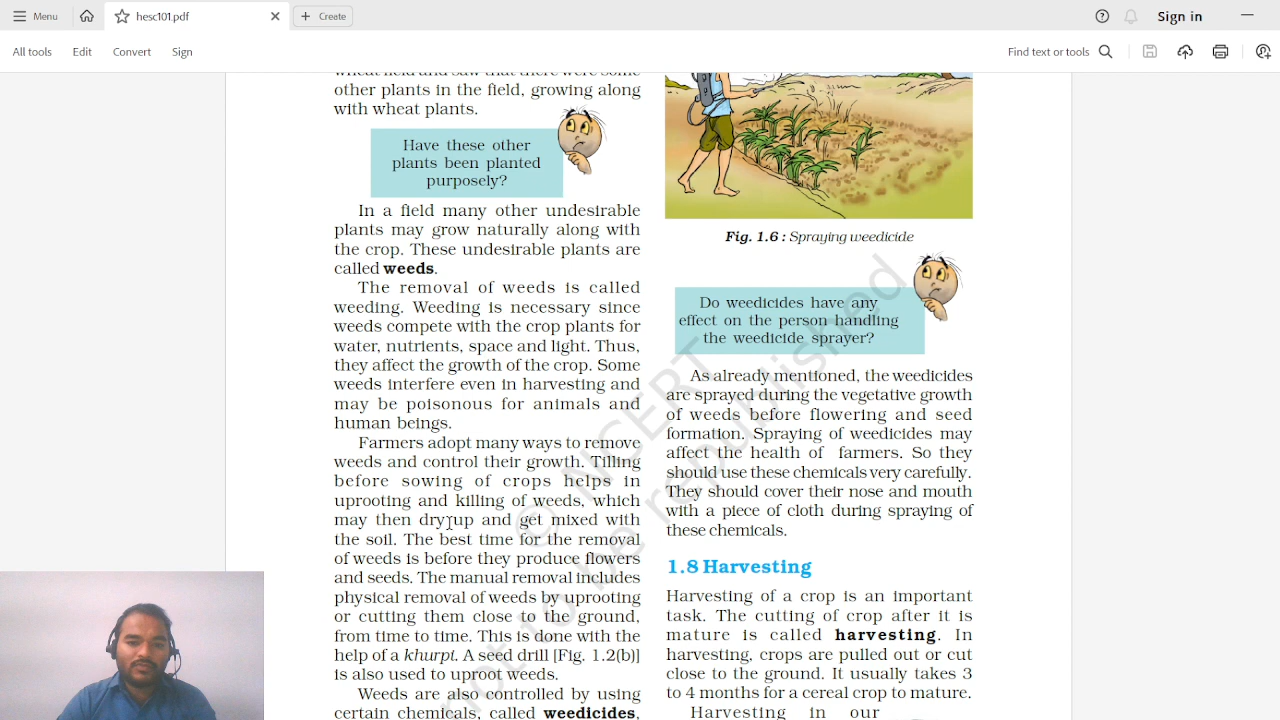 Menu
hesc101.pdf
Create
Sign in
All tools
Edit
Convert
Sign
Find text or tools
wheat field and saw that there were some
other plants in the field, growing along
with wheat plants.
Have these other
plants been planted
purposely?
In a field many other undesirable
plants may grow naturally along with
the crop. These undesirable plants are
called weeds.
The removal of weeds is called
weeding. Weeding is necessary since
weeds compete with the crop plants for
water, nutrients, space and light. Thus,
they affect the growth of the crop. Some
weeds interfere even in harvesting and
may be poisonous for animals and
human beings.
Farmers adopt many ways to remove
weeds and control their growth. Tilling
before sowing of crops helps in
uprooting and killing of weeds, which
may then dry up and get mixed with
the soil. The best time for the removal
of weeds is before they produce flowers
and seeds. The manual removal includes
physical removal of weeds by uprooting
or cutting them close to the ground,
from time to time. This is done with the
help of a khurpi. A seed drill [Fig. 1.2(b)]
is also used to uproot weeds.
Weeds are also controlled by using
certain chemicals, called weedicides,
Fig. 1.6 : Spraying weedicide
Do weedicides have any
effect on the person handling
the weedicide sprayer?
As already mentioned, the weedicides
are sprayed during the vegetative growth
of weeds before flowering and seed
formation. Spraying of weedicides may
affect the health of farmers. So they
should use these chemicals very carefully.
They should cover their nose and mouth
with a piece of cloth during spraying of
these chemicals.
1.8 Harvesting
Harvesting of a crop is an important
task. The cutting of crop after it is
mature is called harvesting. In
harvesting, crops are pulled out or cut
close to the ground. It usually takes 3
to 4 months for a cereal crop to mature.
Harvesting in our
© NCERT
not to be republished